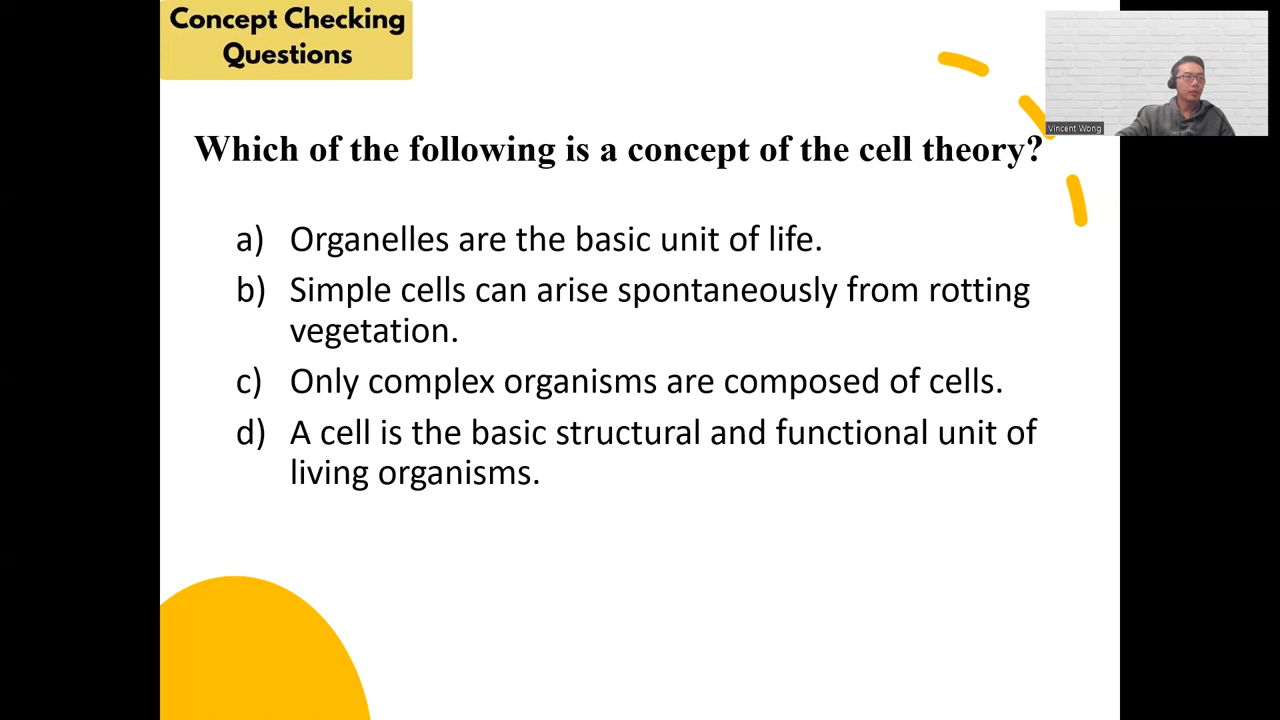 Concept Checking
Questions
Vincent Wong
Which of the following is a concept of the cell theory?
a) Organelles are the basic unit of life.
b) Simple cells can arise spontaneously from rotting
vegetation.
c) Only complex organisms are composed of cells.
d) A cell is the basic structural and functional unit of
living organisms.